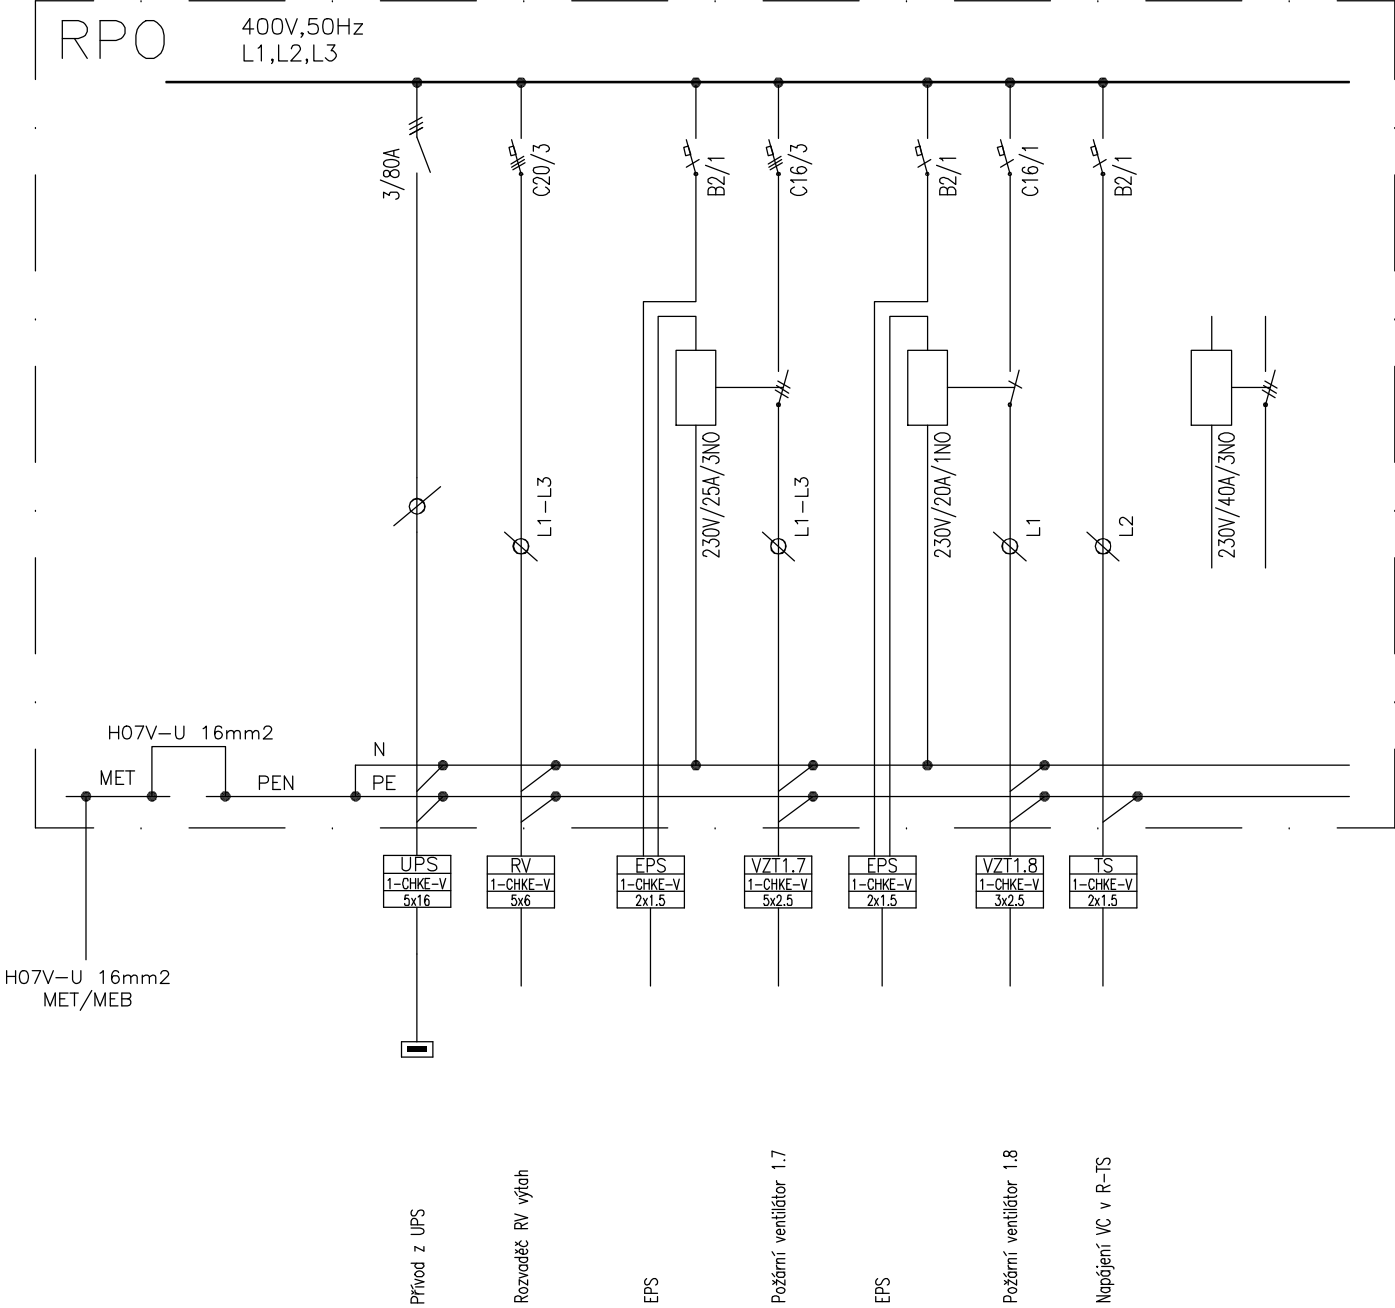 RPO
400V,50Hz
L1,L2,L3
3/80A
C20/3
B2/1
C16/3
B2/1
C16/1
B2/1
230V/25A/3NO
230V/20A/1NO
230V/40A/3NO
L1-L3
L1-L3
L1
L2
H07V-U 16mm2
MET
PEN
N
PE
UPS
1-CHKE-V
5x16
RV
1-CHKE-V
5x6
EPS
1-CHKE-V
2x1.5
VZT1.7
1-CHKE-V
5x2.5
EPS
1-CHKE-V
2x1.5
VZT1.8
1-CHKE-V
3x2.5
TS
1-CHKE-V
2x1.5
H07V-U 16mm2
MET/MEB
Přívod z UPS
Rozvaděč RV výtah
EPS
Požární ventilátor 1.7
EPS
Požární ventilátor 1.8
Napájení VC v R-TS